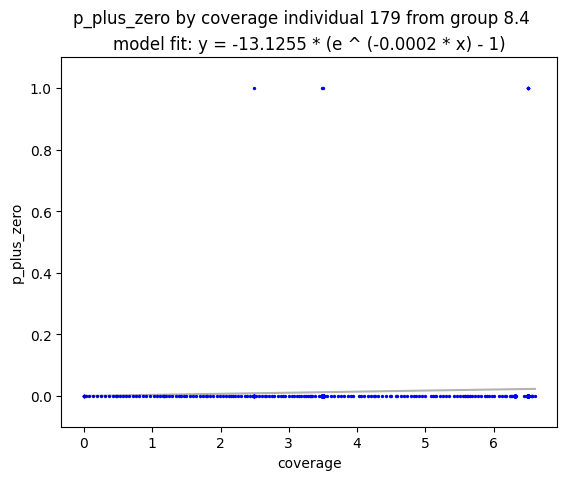 p_plus_zero by coverage individual 179 from group 8.4
model fit: y = -13.1255 * (e ^ (-0.0002 * x) - 1)
1.0
0.8
0.6
0.4
0.2
0.0
p_plus_zero
0 1 2 3 4 5 6
coverage